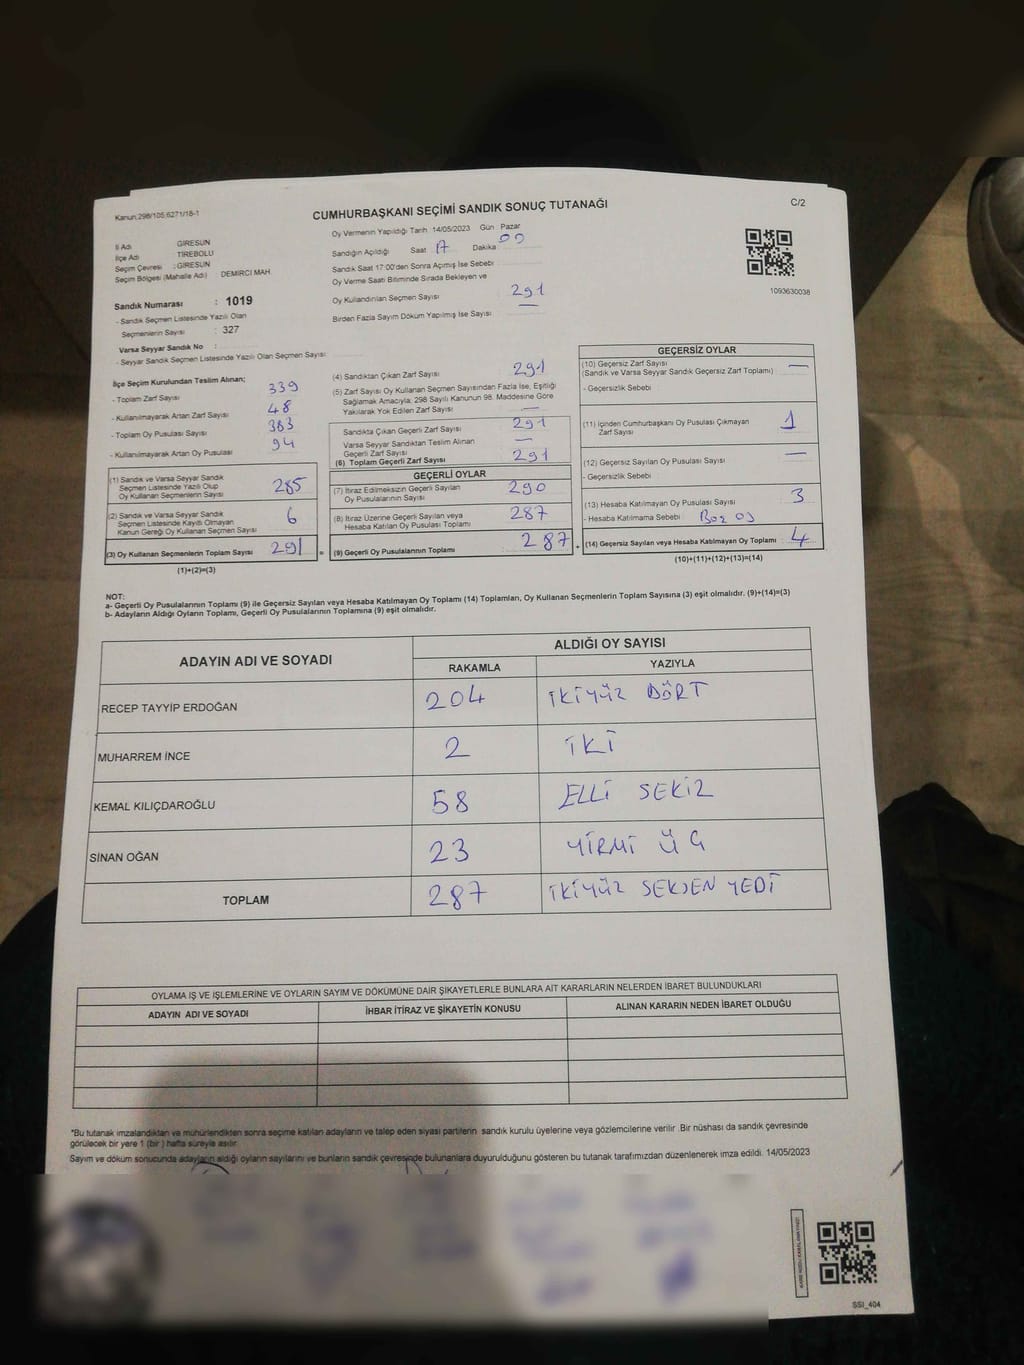 Kanun;298/105;6271/18-1
CUMHURBAŞKANI SEÇİMİ SANDIK SONUÇ TUTANAĞI
C/2
İl Adı GİRESUN
İlçe Adı TİREBOLU
Seçim Çevresi : GİRESUN
Seçim Bölgesi (Mahalle Adı) DEMİRCİ MAH.
Sandık Numarası : 1019
- Sandık Seçmen Listesinde Yazılı Olan
Seçmenlerin Sayısı : 327
Varsa Seyyar Sandık No :
- Seyyar Sandık Seçmen Listesinde Yazılı Olan Seçmen Sayısı:
Oy Vermenin Yapıldığı Tarih :14/05/2023 Gün : Pazar
Sandığın Açıldığı Saat 17 Dakika 00
Sandık Saat 17:00'den Sonra Açılmış İse Sebebi
Oy Verme Saati Bitiminde Sırada Bekleyen ve
Oy Kullandırılan Seçmen Sayısı 291
Birden Fazla Sayım Döküm Yapılmış İse Sayısı —
1093630038
İlçe Seçim Kurulundan Teslim Alınan;
- Toplam Zarf Sayısı 339
- Kullanılmayarak Artan Zarf Sayısı 48
- Toplam Oy Pusulası Sayısı 383
- Kullanılmayarak Artan Oy Pusulası 94
(1) Sandık ve Varsa Seyyar Sandık
Seçmen Listesinde Yazılı Olup
Oy Kullanan Seçmenlerin Sayısı 285
(2) Sandık ve Varsa Seyyar Sandık
Seçmen Listesinde Kayıtlı Olmayan
Kanun Gereği Oy Kullanan Seçmen Sayısı 6
(3) Oy Kullanan Seçmenlerin Toplam Sayısı 291 =
(1)+(2)=(3)
(4) Sandıktan Çıkan Zarf Sayısı 291
(5) Zarf Sayısı Oy Kullanan Seçmen Sayısından Fazla İse, Eşitliği
Sağlamak Amacıyla; 298 Sayılı Kanunun 98. Maddesine Göre
Yakılarak Yok Edilen Zarf Sayısı —
Sandıkta Çıkan Geçerli Zarf Sayısı 291
Varsa Seyyar Sandıktan Teslim Alınan
Geçerli Zarf Sayısı —
(6) Toplam Geçerli Zarf Sayısı 291
GEÇERLİ OYLAR
(7) İtiraz Edilmeksizin Geçerli Sayılan
Oy Pusulalarının Sayısı 290
(8) İtiraz Üzerine Geçerli Sayılan veya
Hesaba Katılan Oy Pusulası Toplamı 287
(9) Geçerli Oy Pusulalarının Toplamı 287 +
GEÇERSİZ OYLAR
(10) Geçersiz Zarf Sayısı
(Sandık ve Varsa Seyyar Sandık Geçersiz Zarf Toplamı) —
- Geçersizlik Sebebi
(11) İçinden Cumhurbaşkanı Oy Pusulası Çıkmayan
Zarf Sayısı 1
(12) Geçersiz Sayılan Oy Pusulası Sayısı —
- Geçersizlik Sebebi
(13) Hesaba Katılmayan Oy Pusulası Sayısı 3
- Hesaba Katılmama Sebebi
(14) Geçersiz Sayılan veya Hesaba Katılmayan Oy Toplamı : 4
(10)+(11)+(12)+(13)=(14)
NOT:
a- Geçerli Oy Pusulalarının Toplamı (9) ile Geçersiz Sayılan veya Hesaba Katılmayan Oy Toplamı (14) Toplamları, Oy Kullanan Seçmenlerin Toplam Sayısına (3) eşit olmalıdır. (9)+(14)=(3)
b- Adayların Aldığı Oyların Toplamı, Geçerli Oy Pusulalarının Toplamına (9) eşit olmalıdır.
ADAYIN ADI VE SOYADI ALDIĞI OY SAYISI
RAKAMLA YAZIYLA
RECEP TAYYİP ERDOĞAN 204 İKİYÜZ DÖRT
MUHARREM İNCE 2 İKİ
KEMAL KILIÇDAROĞLU 58 ELLİ SEKİZ
SİNAN OĞAN 23 YİRMİ ÜÇ
TOPLAM 287 İKİYÜZ SEKSEN YEDİ
OYLAMA İŞ VE İŞLEMLERİNE VE OYLARIN SAYIM VE DÖKÜMÜNE DAİR ŞİKAYETLERLE BUNLARA AİT KARARLARIN NELERDEN İBARET BULUNDUKLARI
ADAYIN ADI VE SOYADI İHBAR İTİRAZ VE ŞİKAYETİN KONUSU ALINAN KARARIN NEDEN İBARET OLDUĞU
*Bu tutanak imzalandıktan ve mühürlendikten sonra seçime katılan adayların ve talep eden siyasi partilerin sandık kurulu üyelerine veya gözlemcilerine verilir .Bir nüshası da sandık çevresinde
görülecek bir yere 1 (bir ) hafta süreyle asılır.
Sayım ve döküm sonucunda adayların aldığı oyların sayılarını ve bunların sandık çevresinde bulunanlara duyurulduğunu gösteren bu tutanak tarafımızdan düzenlenerek imza edildi. 14/05/2023
SSI_404